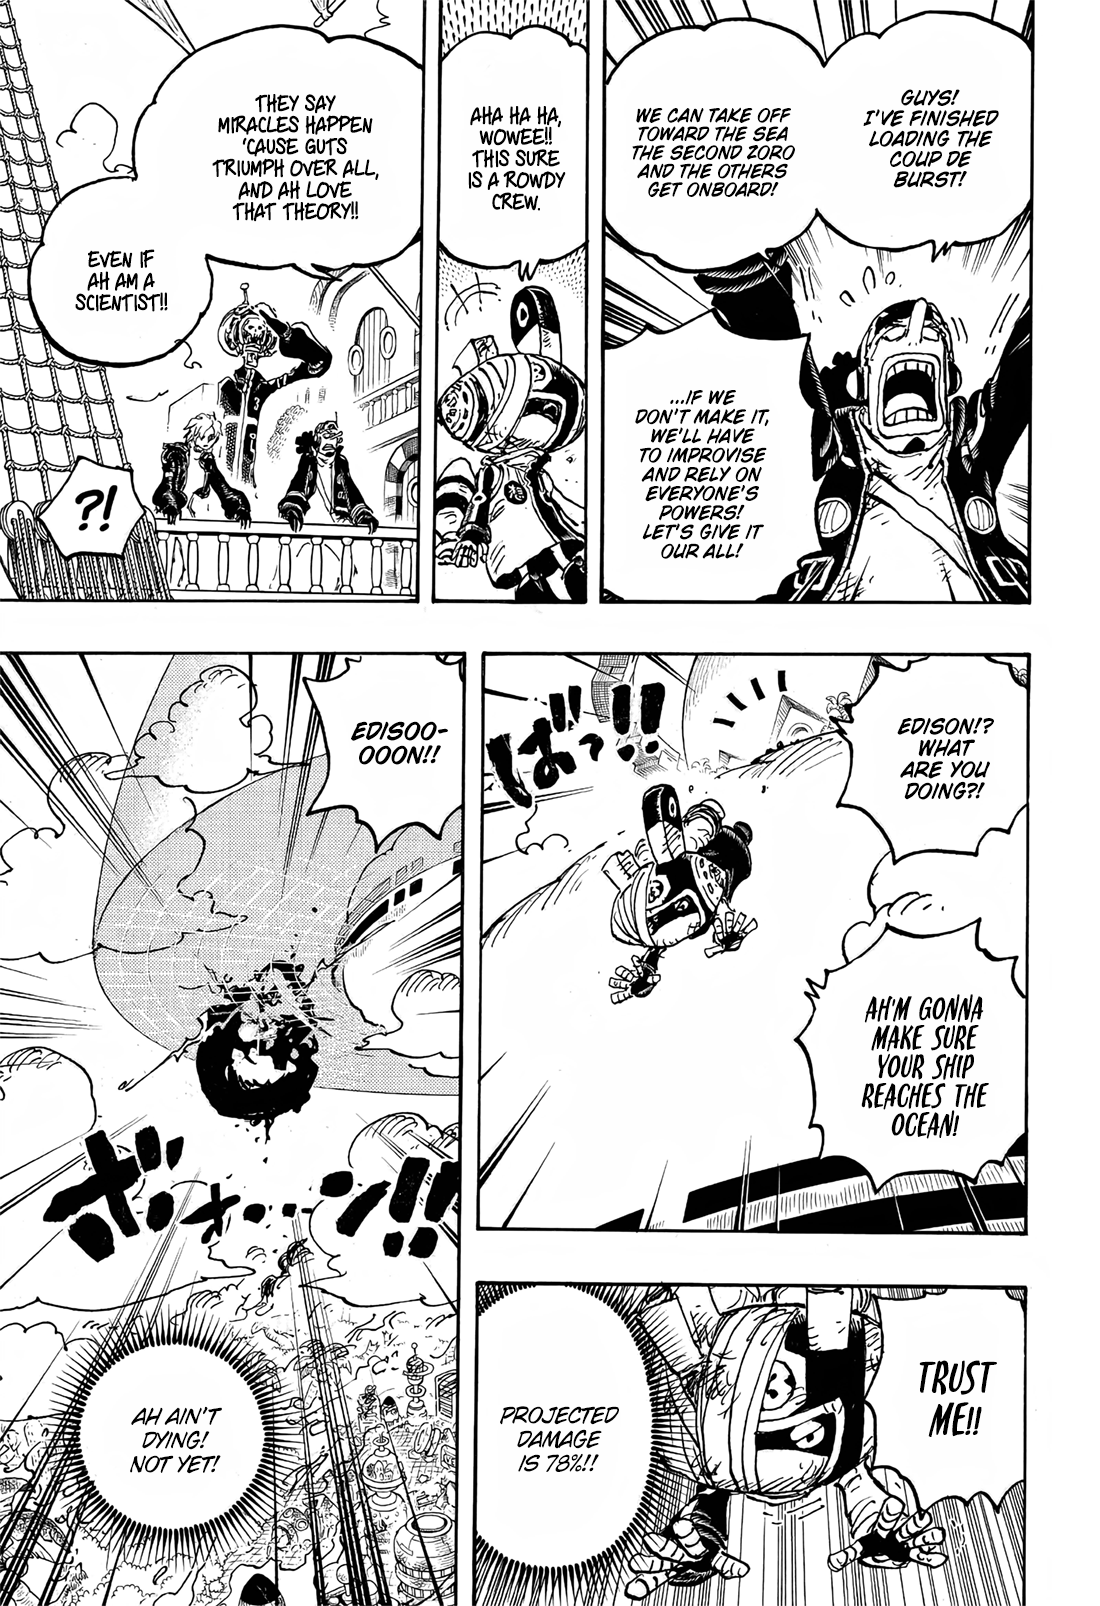 GUYS!
I'VE FINISHED
LOADING THE
COUP DE
BURST!
WE CAN TAKE OFF
TOWARD THE SEA
THE SECOND ZORO
AND THE OTHERS
GET ONBOARD!
...IF WE
DON'T MAKE IT,
WE'LL HAVE
TO IMPROVISE
AND RELY ON
EVERYONE'S
POWERS!
LET'S GIVE IT
OUR ALL!
AHA HA HA,
WOWEE!!
THIS SURE
IS A ROWDY
CREW.
THEY SAY
MIRACLES HAPPEN
'CAUSE GUTS
TRIUMPH OVER ALL,
AND AH LOVE
THAT THEORY!!
EVEN IF
AH AM A
SCIENTIST!!
?!
EDISON!?
WHAT
ARE YOU
DOING?!
ばっ!!
AH'M GONNA
MAKE SURE
YOUR SHIP
REACHES THE
OCEAN!
EDISOO-
OOON!!
ボォーン!!
TRUST
ME!!
PROJECTED
DAMAGE
IS 78%!!
AH AIN'T
DYING!
NOT YET!